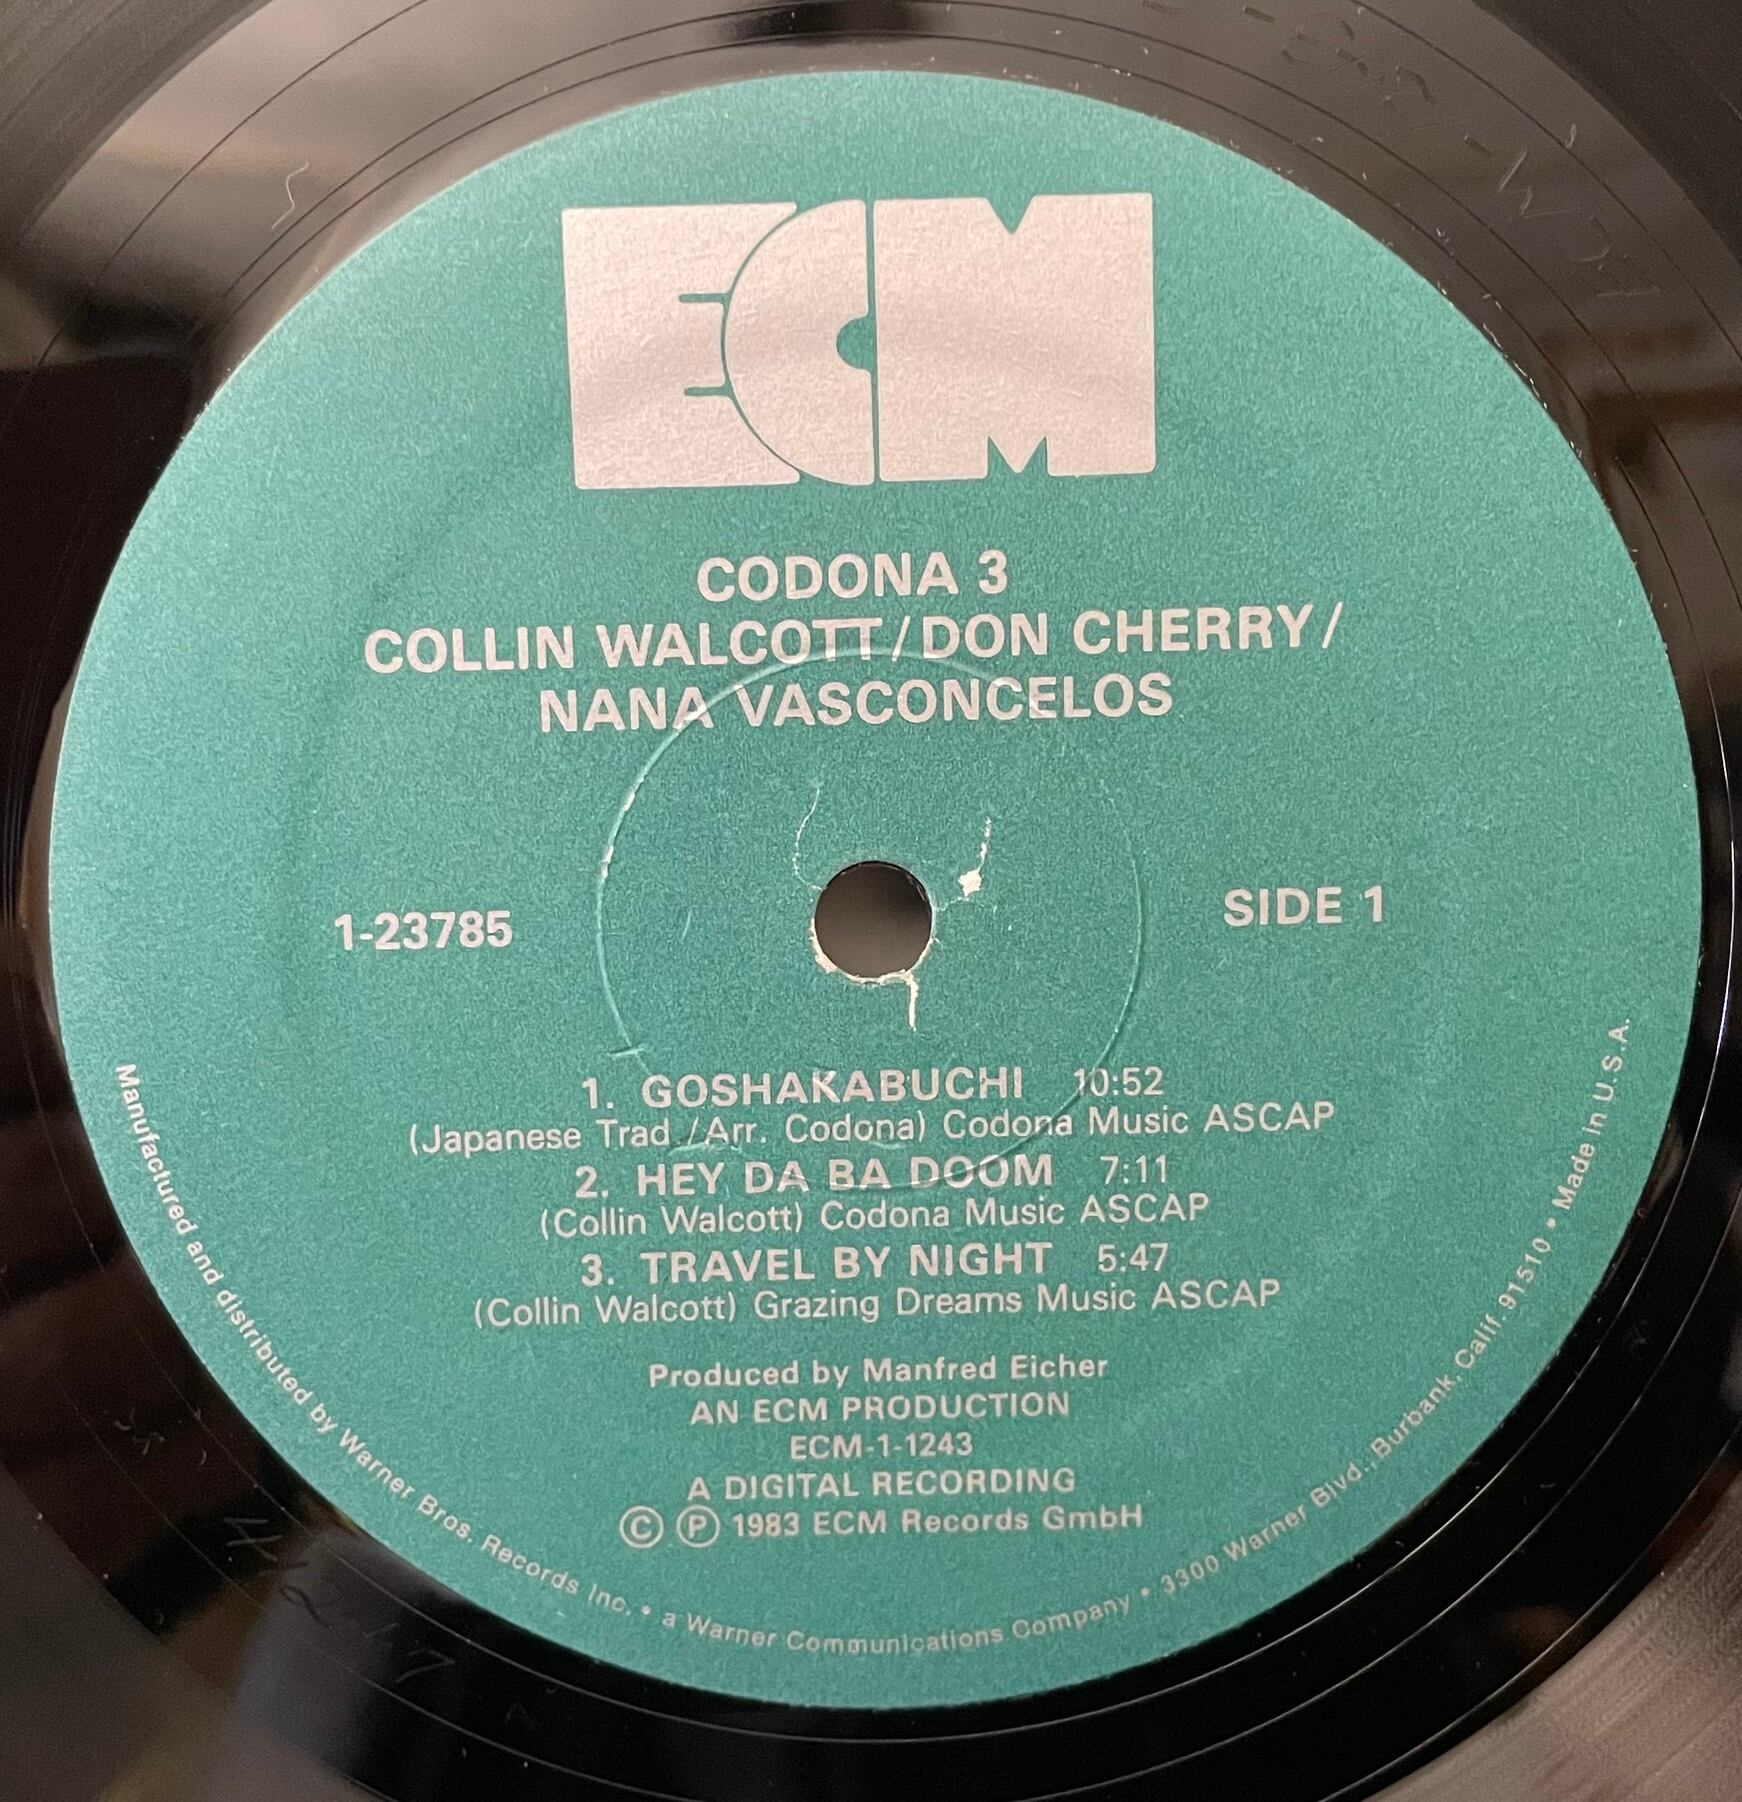 ECM
CODONA 3
COLLIN WALCOTT/DON CHERRY/
NANA VASCONCELOS
1-23785
SIDE 1
1. GOSHAKABUCHI 10:52
(Japanese Trad./Arr. Codona) Codona Music ASCAP
2. HEY DA BA DOOM 7:11
(Collin Walcott) Codona Music ASCAP
3. TRAVEL BY NIGHT 5:47
(Collin Walcott) Grazing Dreams Music ASCAP
Produced by Manfred Eicher
AN ECM PRODUCTION
ECM-1-1243
A DIGITAL RECORDING
© ℗ 1983 ECM Records GmbH
Manufactured and distributed by Warner Bros. Records Inc. • a Warner Communications Company • 3300 Warner Blvd., Burbank, Calif. 91510 • Made in U.S.A.